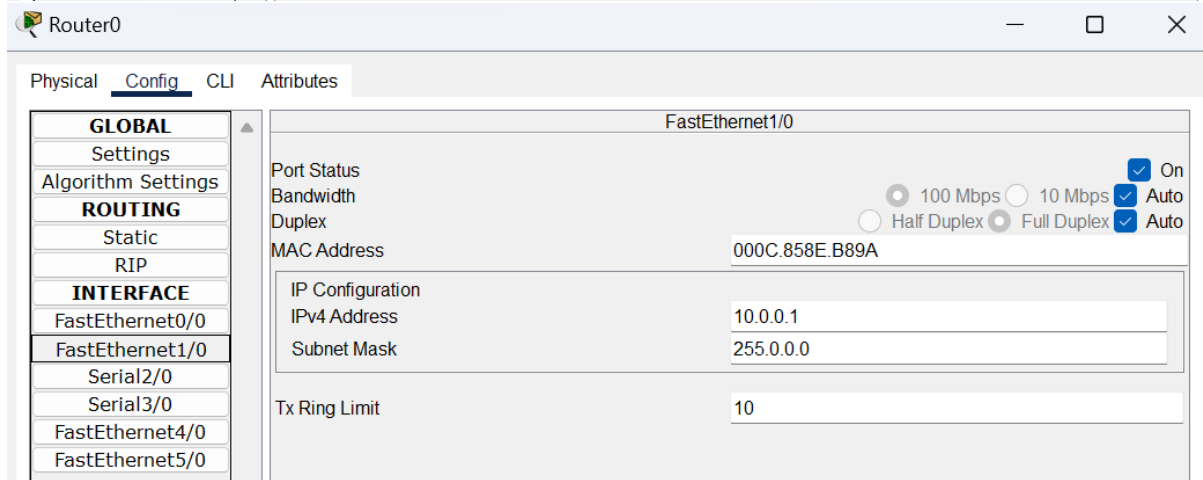 Router0
Physical Config CLI Attributes
GLOBAL
Settings
Algorithm Settings
ROUTING
Static
RIP
INTERFACE
FastEthernet0/0
FastEthernet1/0
Serial2/0
Serial3/0
FastEthernet4/0
FastEthernet5/0
FastEthernet1/0
Port Status On
Bandwidth 100 Mbps 10 Mbps Auto
Duplex Half Duplex Full Duplex Auto
MAC Address 000C.858E.B89A
IP Configuration
IPv4 Address 10.0.0.1
Subnet Mask 255.0.0.0
Tx Ring Limit 10